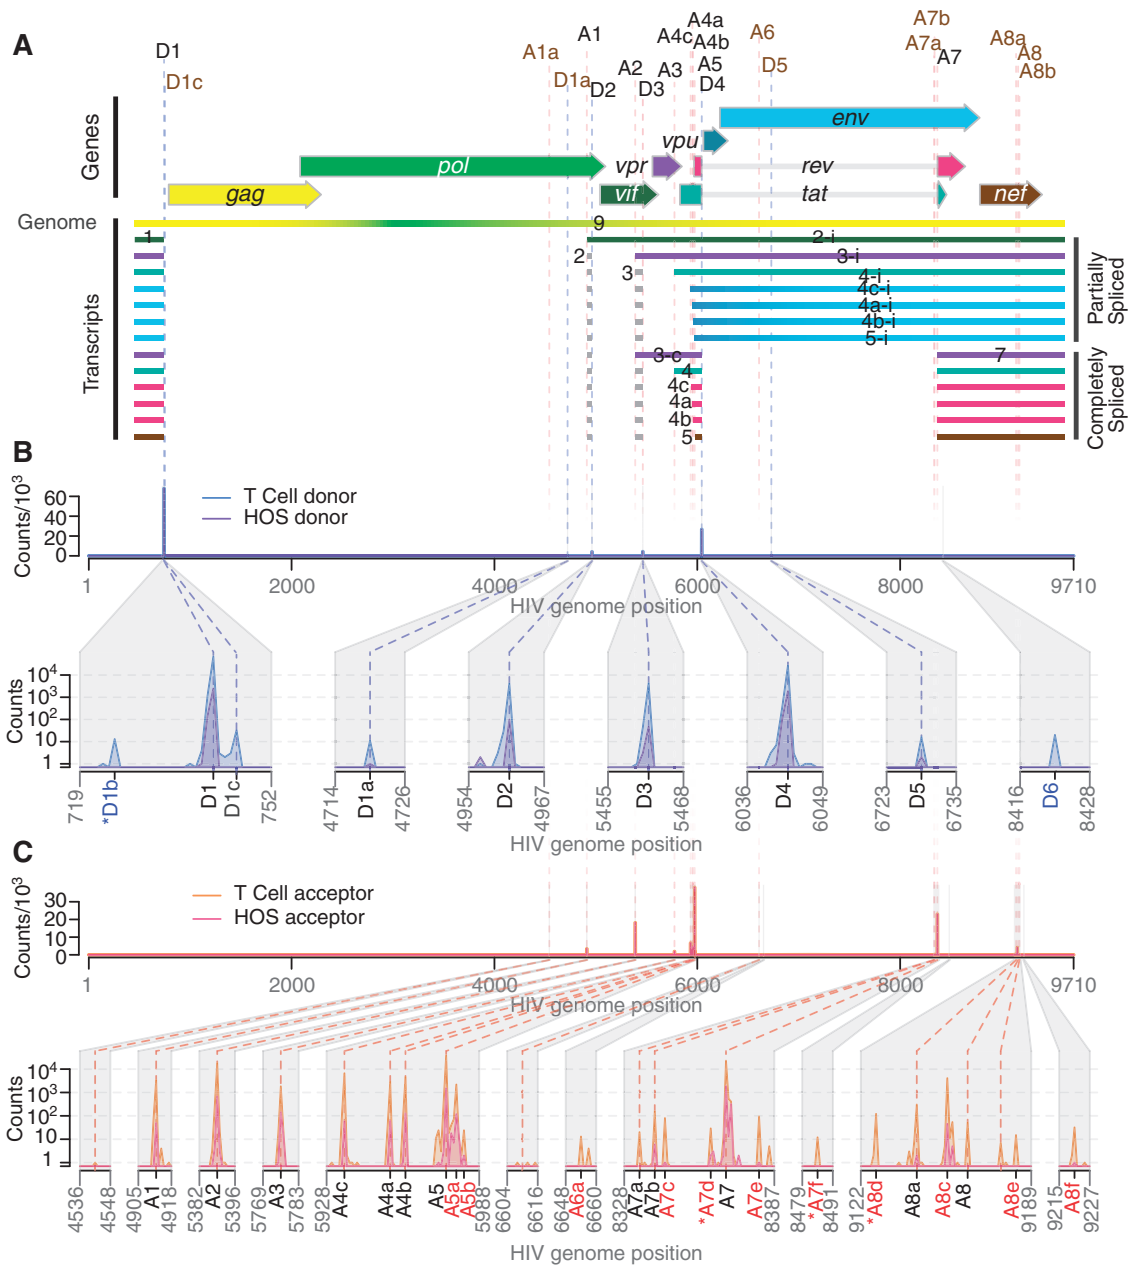 A
D1
D1c
A1a
D1a
A1
D2
A2
D3
A3
A4c
A4a
A4b
A5
D4
A6
D5
A7b
A7a
A7
A8a
A8
A8b
Genes
env
vpu
pol
vpr
rev
gag
vif
tat
nef
Genome
9
Transcripts
1
2-i
2
3-i
3
4-i
4c-i
4a-i
4b-i
5-i
Partially
Spliced
3-c
7
4
4c
4a
4b
5
Completely
Spliced
B
Counts/10³
60
40
20
0
T Cell donor
HOS donor
1
2000
4000
6000
8000
9710
HIV genome position
Counts
10⁴
10³
10²
10
1
719
*D1b
D1
D1c
752
4714
D1a
4726
4954
D2
4967
5455
D3
5468
6036
D4
6049
6723
D5
6735
8416
D6
8428
HIV genome position
C
Counts/10³
30
20
10
0
T Cell acceptor
HOS acceptor
1
2000
4000
6000
8000
9710
HIV genome position
Counts
10⁴
10³
10²
10
1
4536
4548
4905
A1
4918
5382
A2
5396
5769
A3
5783
5928
A4c
A4a
A4b
A5
A5a
A5b
5988
6604
6616
6648
A6a
6660
8328
A7a
A7b
A7c
*A7d
A7
A7e
8387
8479
*A7f
8491
9122
*A8d
A8a
A8c
A8
A8e
9189
9215
A8f
9227
HIV genome position